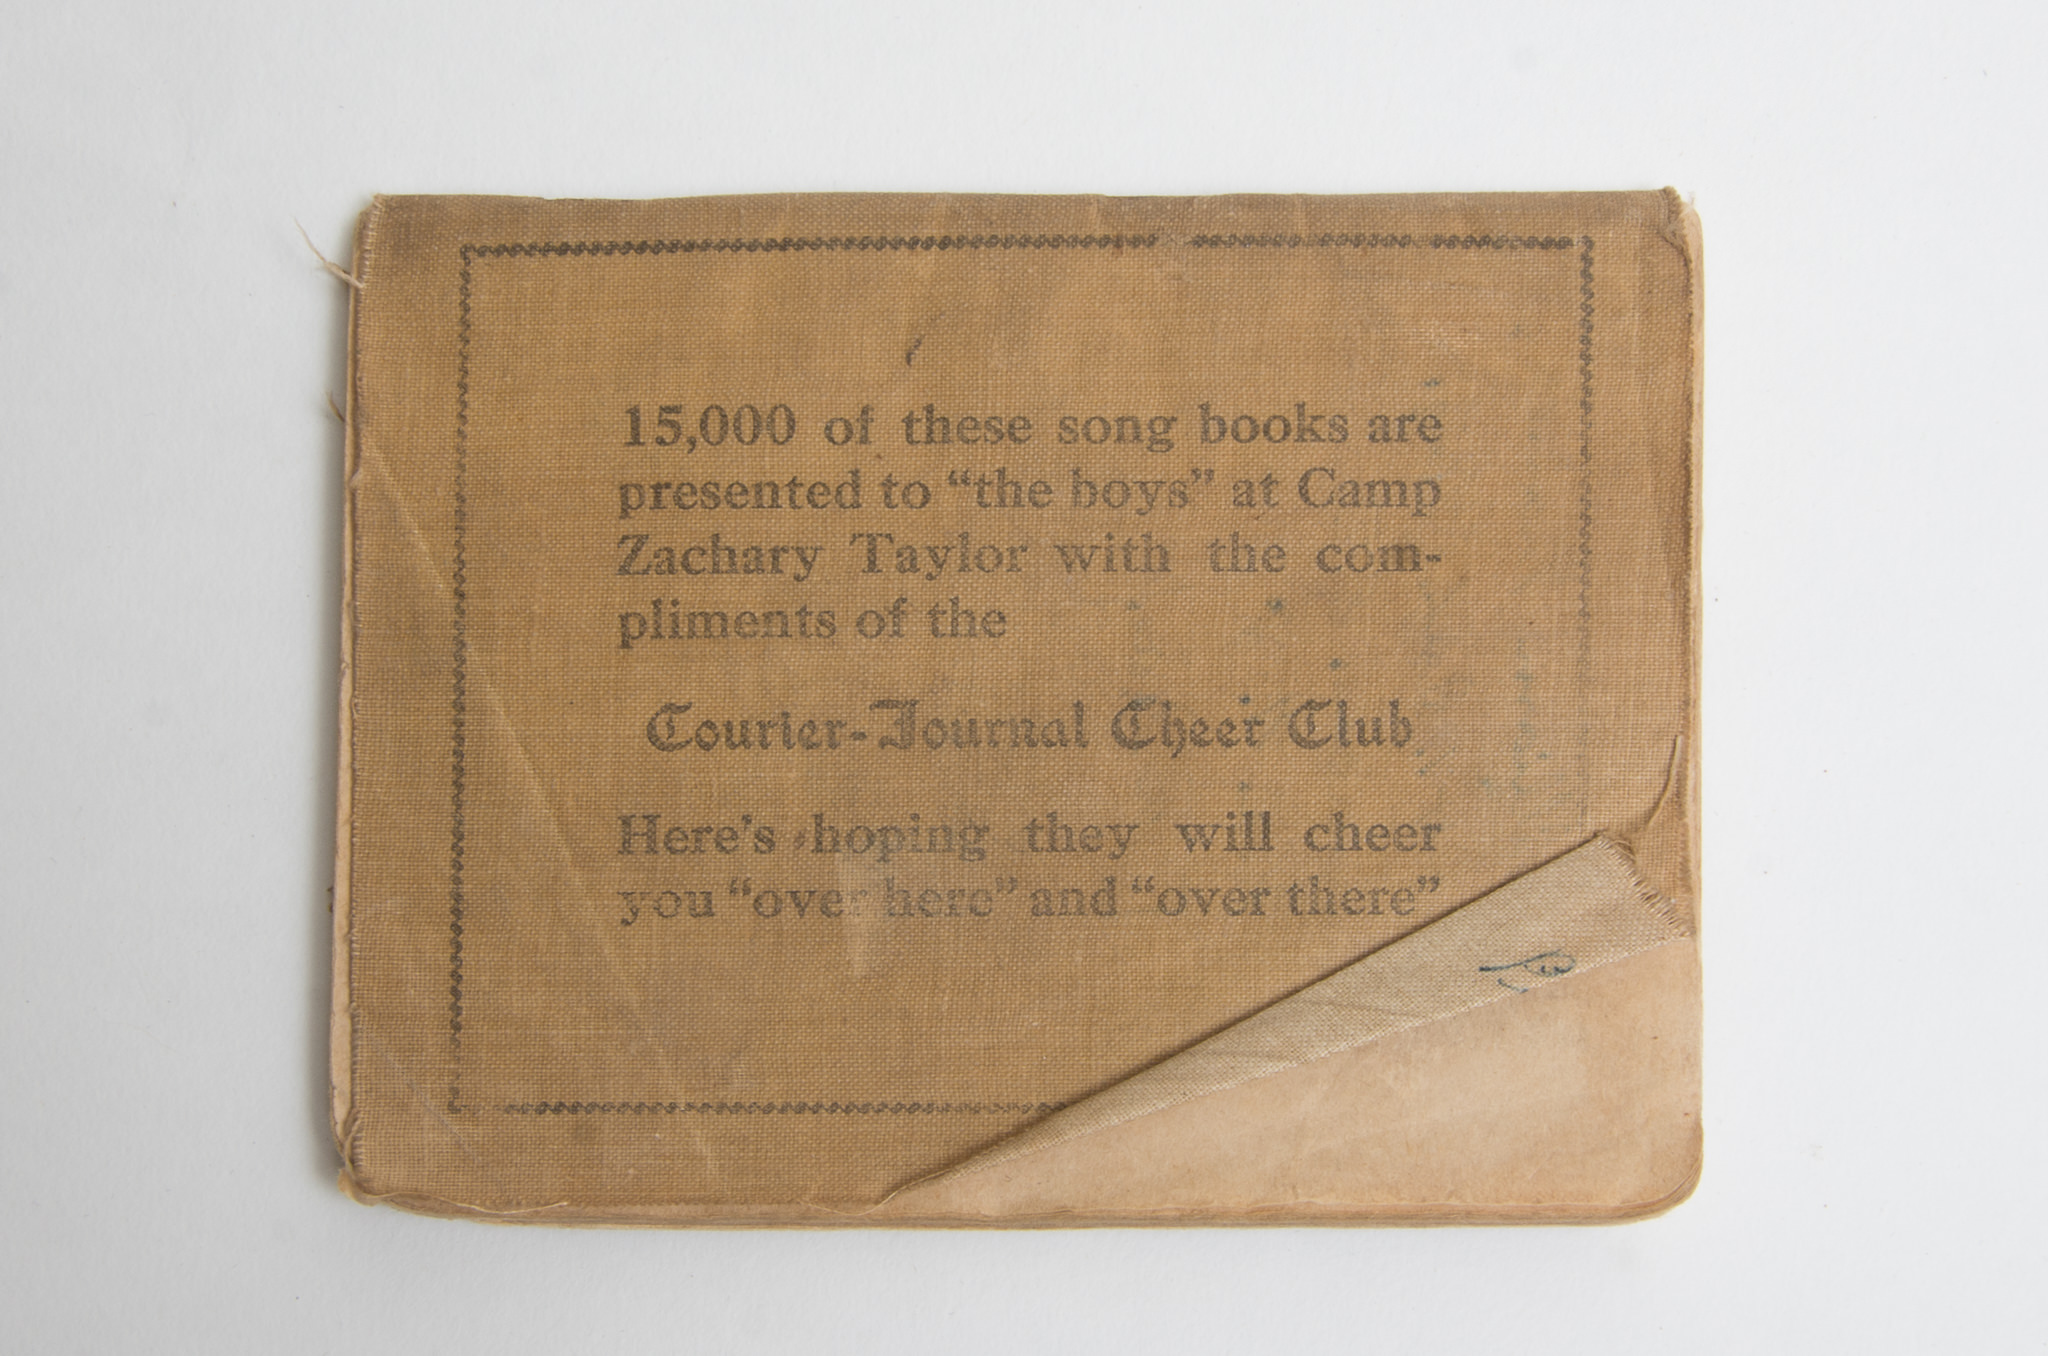 15,000 of these song books are
presented to “the boys” at Camp
Zachary Taylor with the com-
pliments of the
Courier-Journal Cheer Club
Here’s hoping they will cheer
you “over here” and “over there”